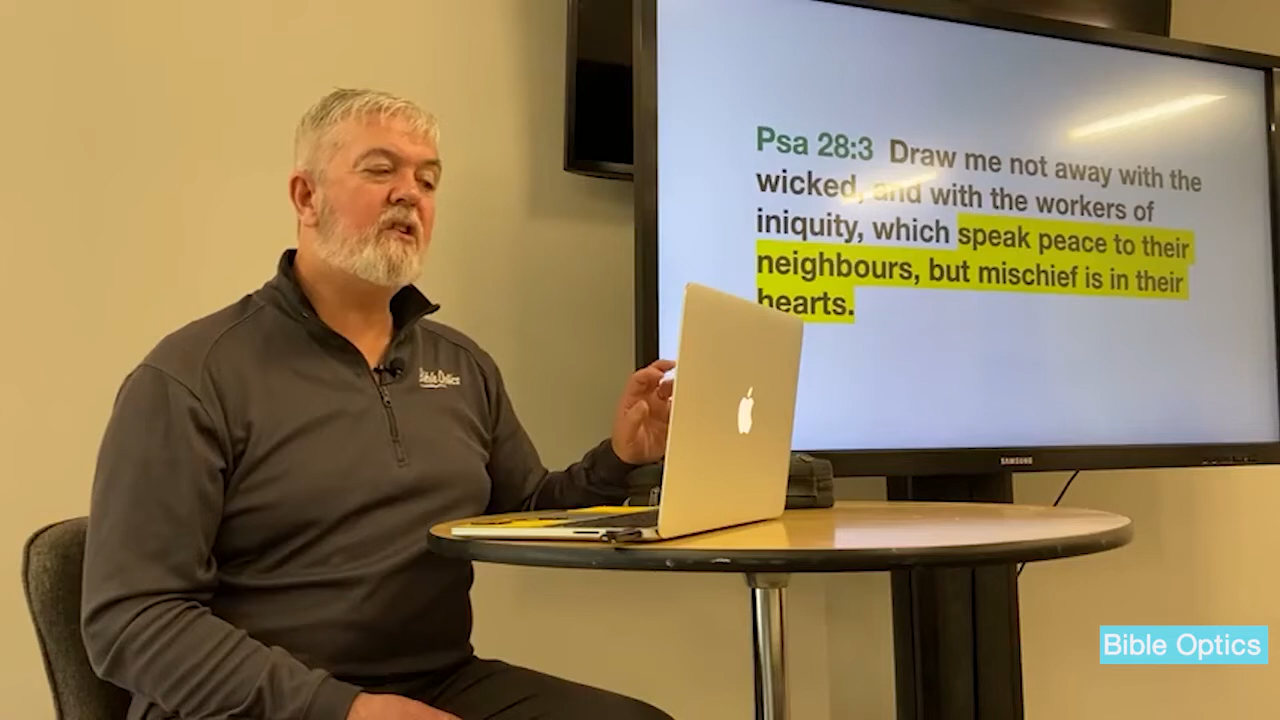 Psa 28:3 Draw me not away with the
wicked, and with the workers of
iniquity, which speak peace to their
neighbours, but mischief is in their
hearts.
Bible Optics
SAMSUNG
Bible Optics